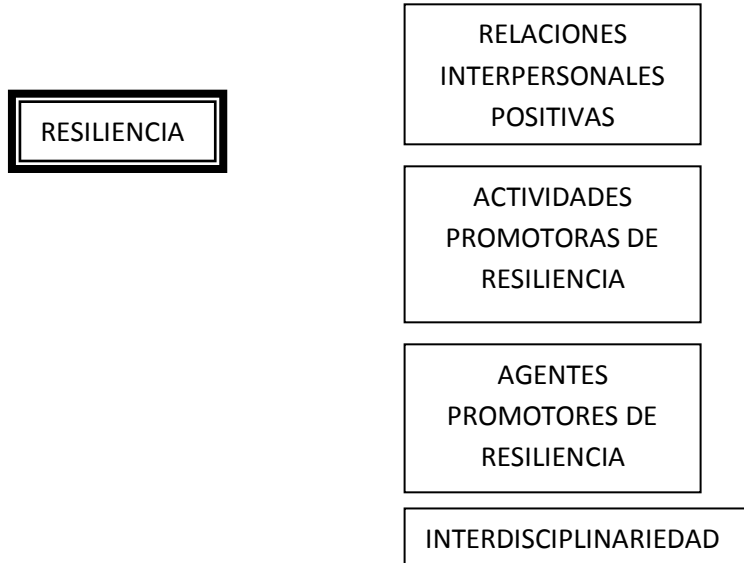 RESILIENCIA
RELACIONES
INTERPERSONALES
POSITIVAS
ACTIVIDADES
PROMOTORAS DE
RESILIENCIA
AGENTES
PROMOTORES DE
RESILIENCIA
INTERDISCIPLINARIEDAD